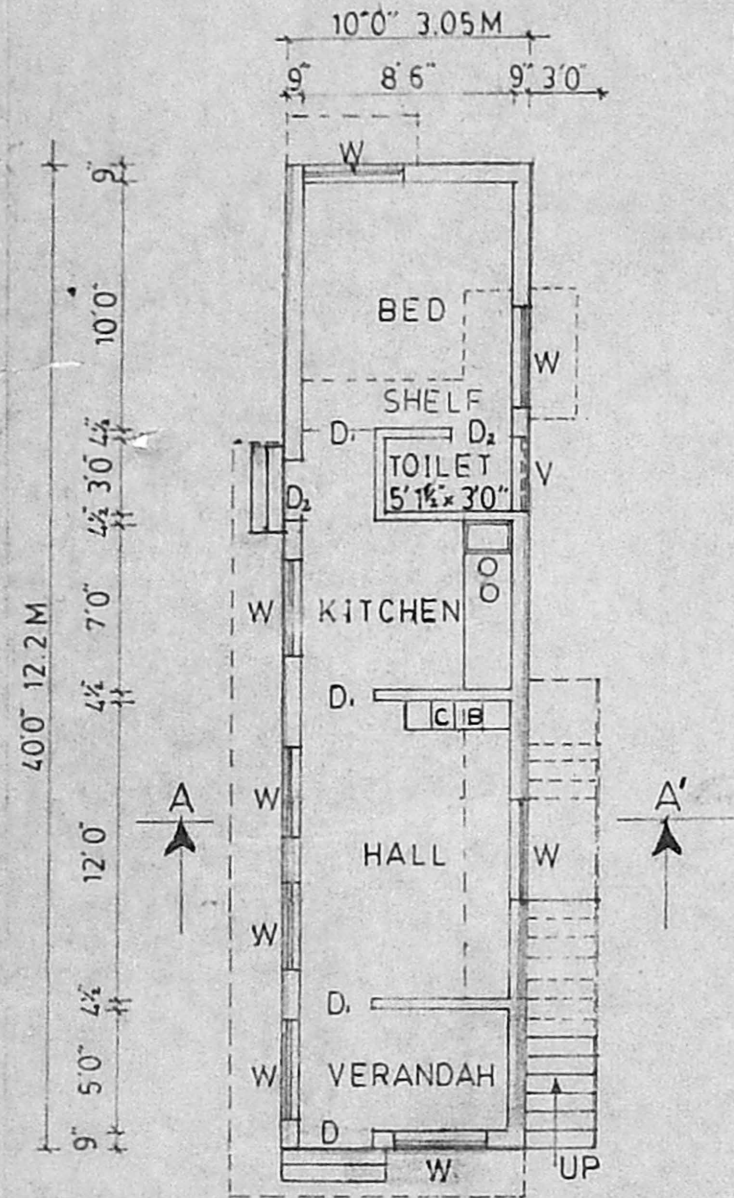 10'0" 3.05M
9" 8'6" 9" 3'0"
W
9"
10'0"
BED
W
SHELF
4½"
D₁ D₂
TOILET
5'1½" x 3'0"
V
3'0"
D₂
4½"
W
KITCHEN
7'0"
40'0" 12.2 M
4½"
D₁
C B
A
A'
W
HALL
W
12'0"
W
D₁
4½"
5'0"
W
VERANDAH
9"
D
W
UP